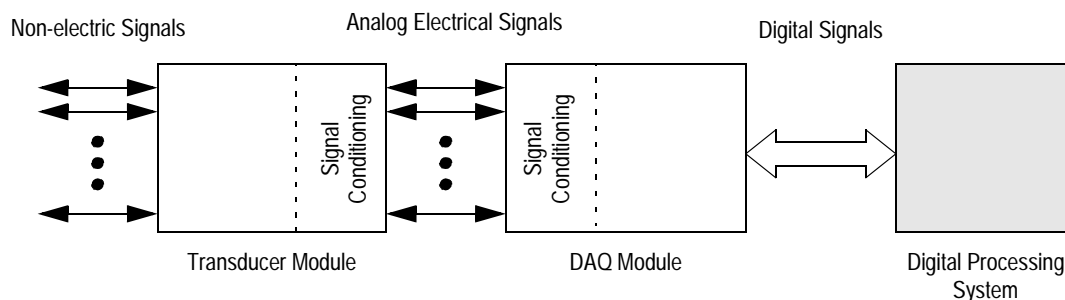 Non-electric Signals
Analog Electrical Signals
Digital Signals
Signal
Conditioning
Signal
Conditioning
Transducer Module
DAQ Module
Digital Processing
System